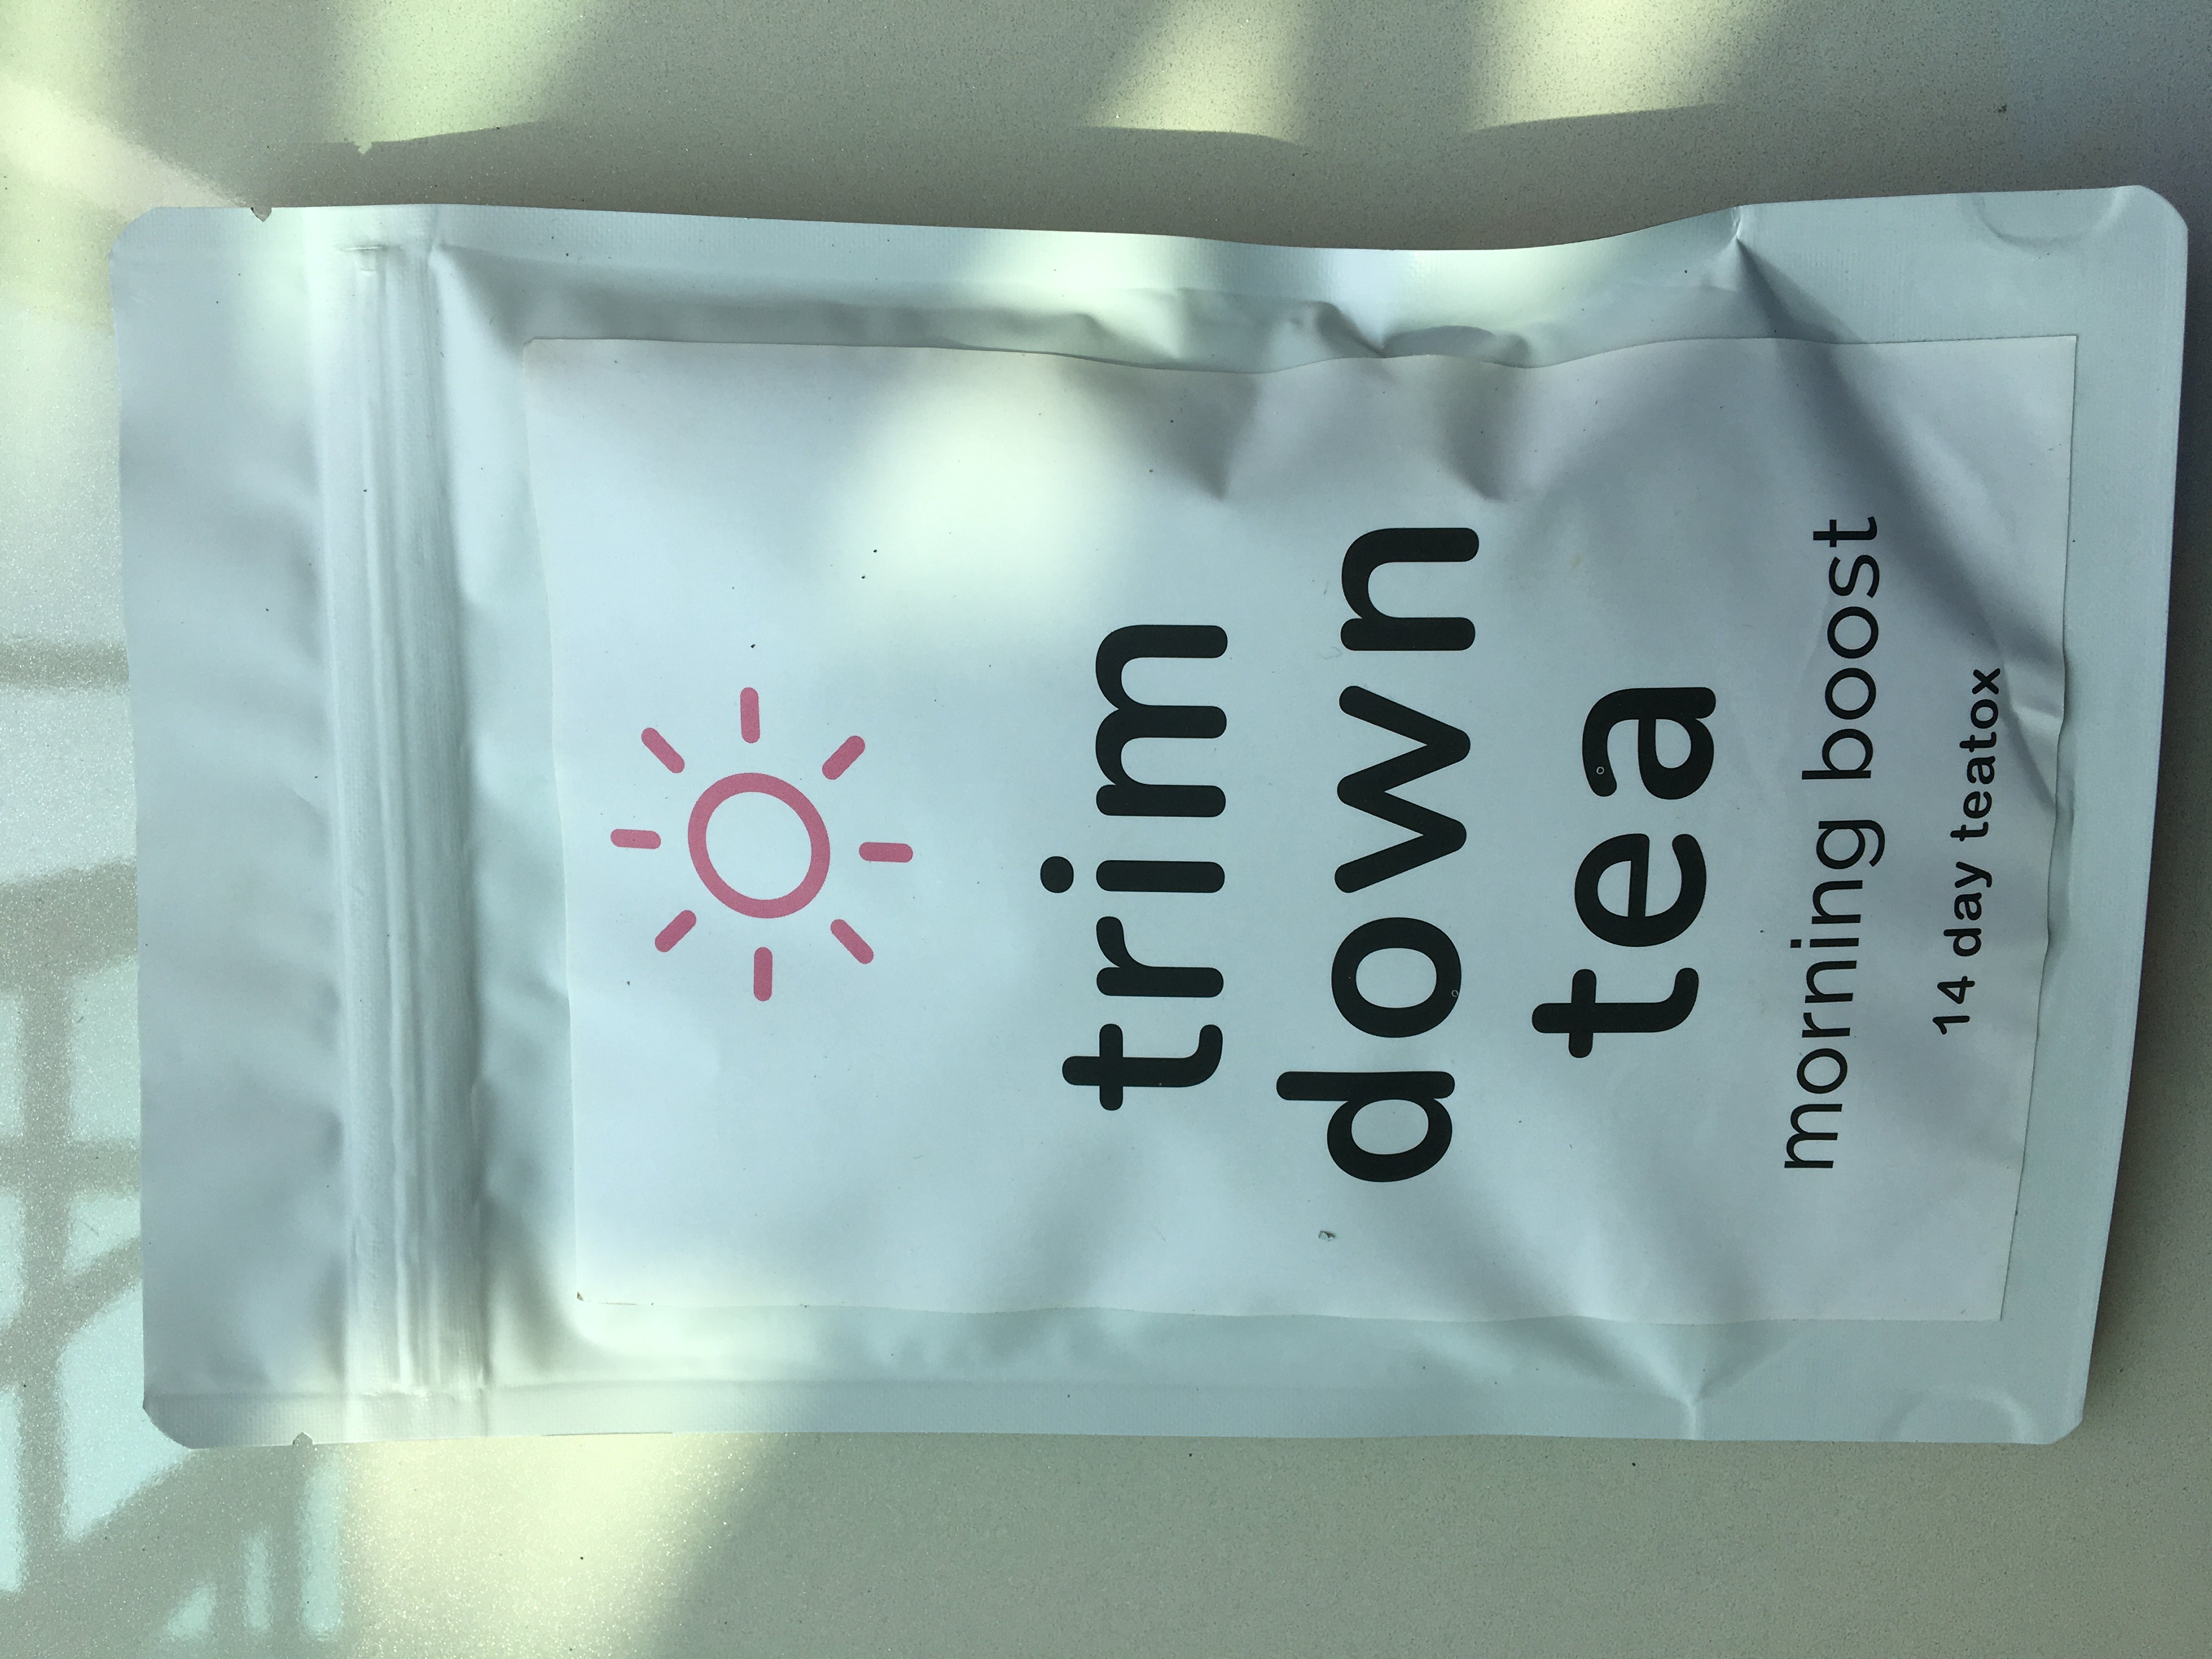 trim
down
tea
morning boost
14 day teatox